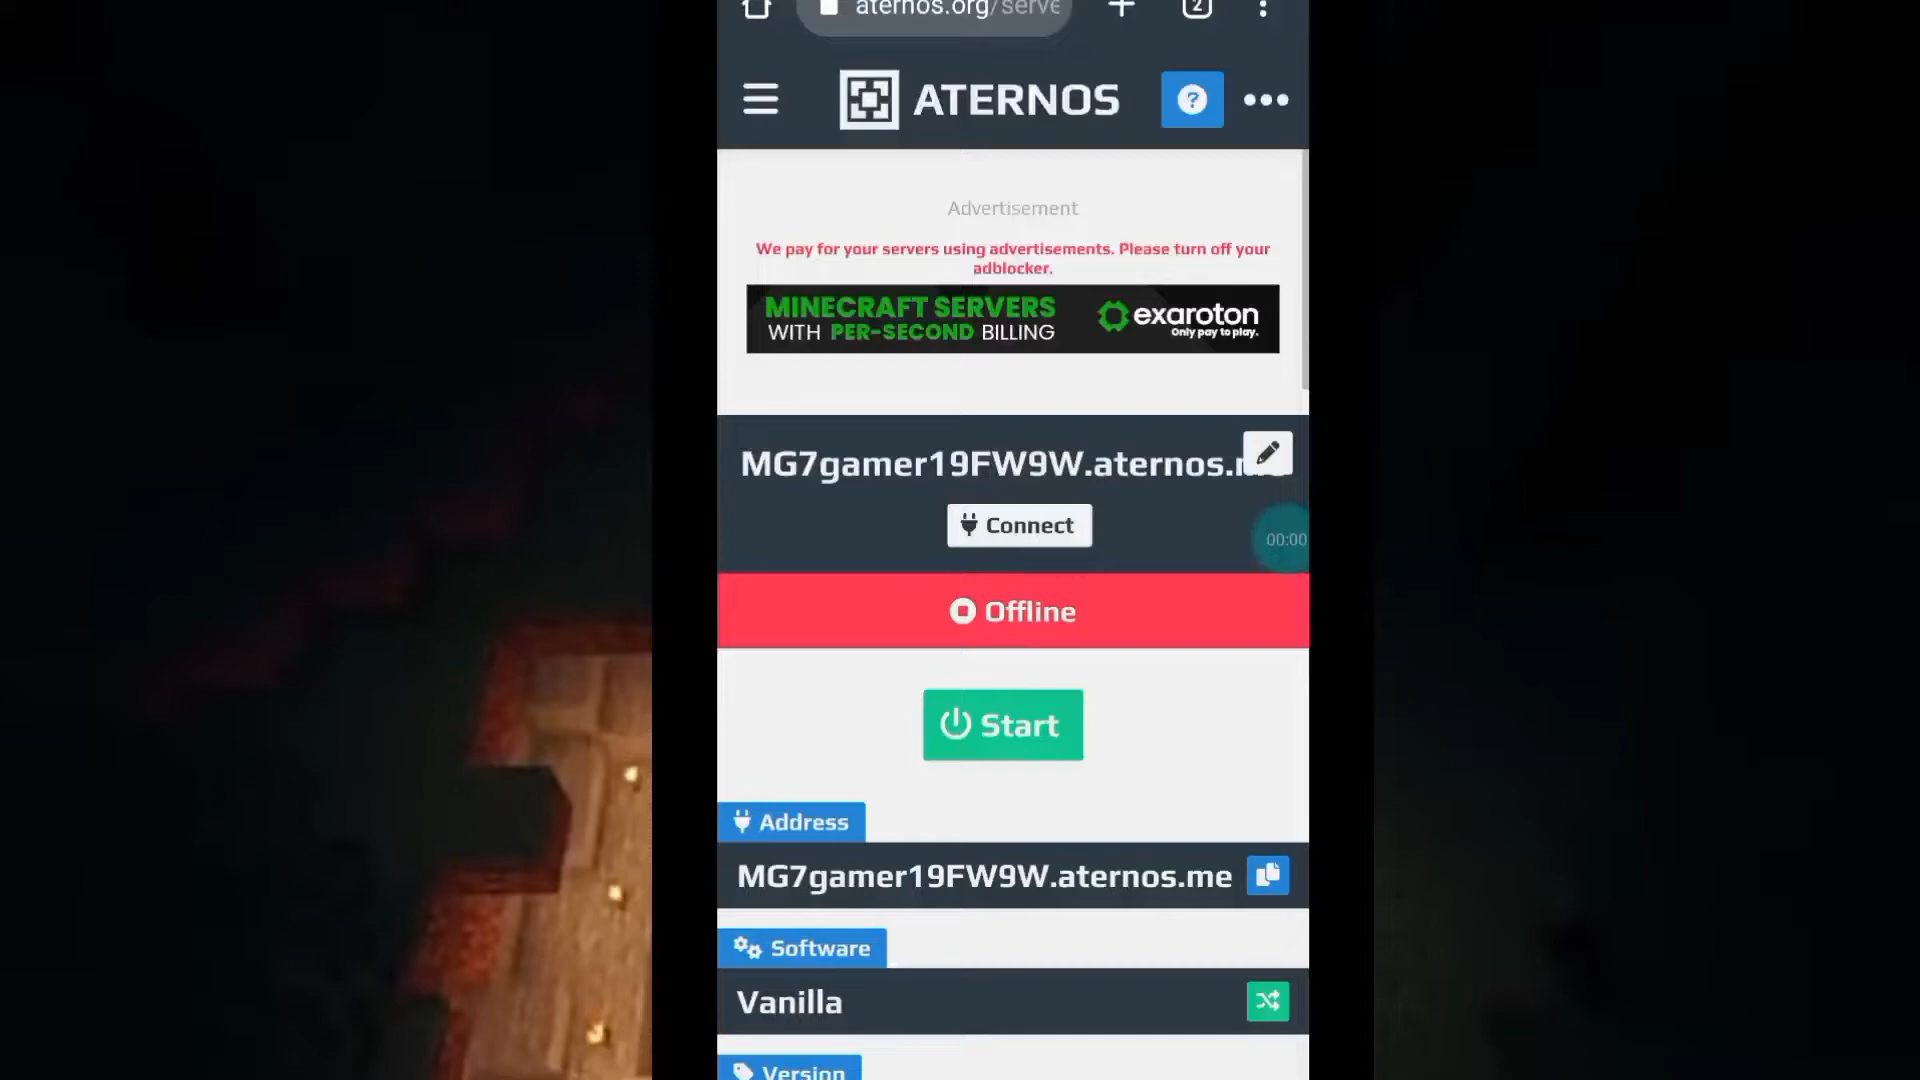 aternos.org/serve
2
ATERNOS
?
Advertisement
We pay for your servers using advertisements. Please turn off your
adblocker.
MINECRAFT SERVERS
WITH PER-SECOND BILLING
exaroton
Only pay to play.
MG7gamer19FW9W.aternos.
Connect
00:00
Offline
Start
Address
MG7gamer19FW9W.aternos.me
Software
Vanilla
Version